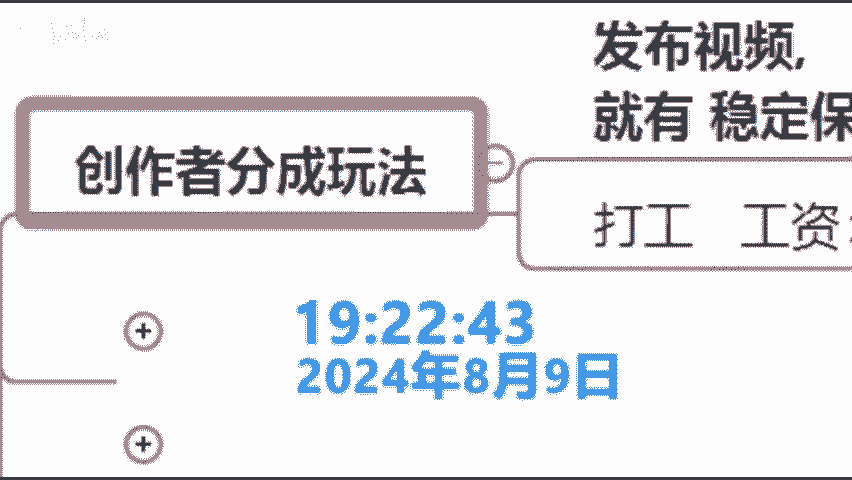 发布视频,
就有 稳定保
创作者分成玩法
打工 工资:
19:22:43
2024年8月9日